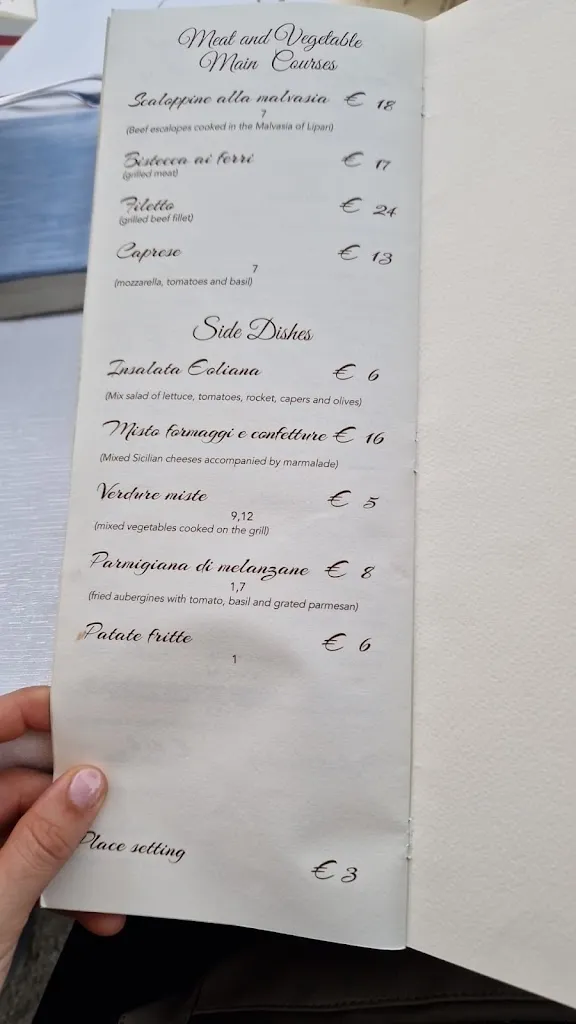 Meat and Vegetable
Main Courses
Scaloppine alla malvasia € 18
7
(Beef escalopes cooked in the Malvasia of Lipari)
Bistecca ai ferri € 17
(grilled meat)
Filetto € 24
(grilled beef fillet)
Caprese € 13
7
(mozzarella, tomatoes and basil)
Side Dishes
Insalata Eoliana € 6
(Mix salad of lettuce, tomatoes, rocket, capers and olives)
Misto formaggi e confetture € 16
(Mixed Sicilian cheeses accompanied by marmalade)
Verdure miste € 5
9,12
(mixed vegetables cooked on the grill)
Parmigiana di melanzane € 8
1,7
(fried aubergines with tomato, basil and grated parmesan)
Patate fritte € 6
1
Place setting € 3